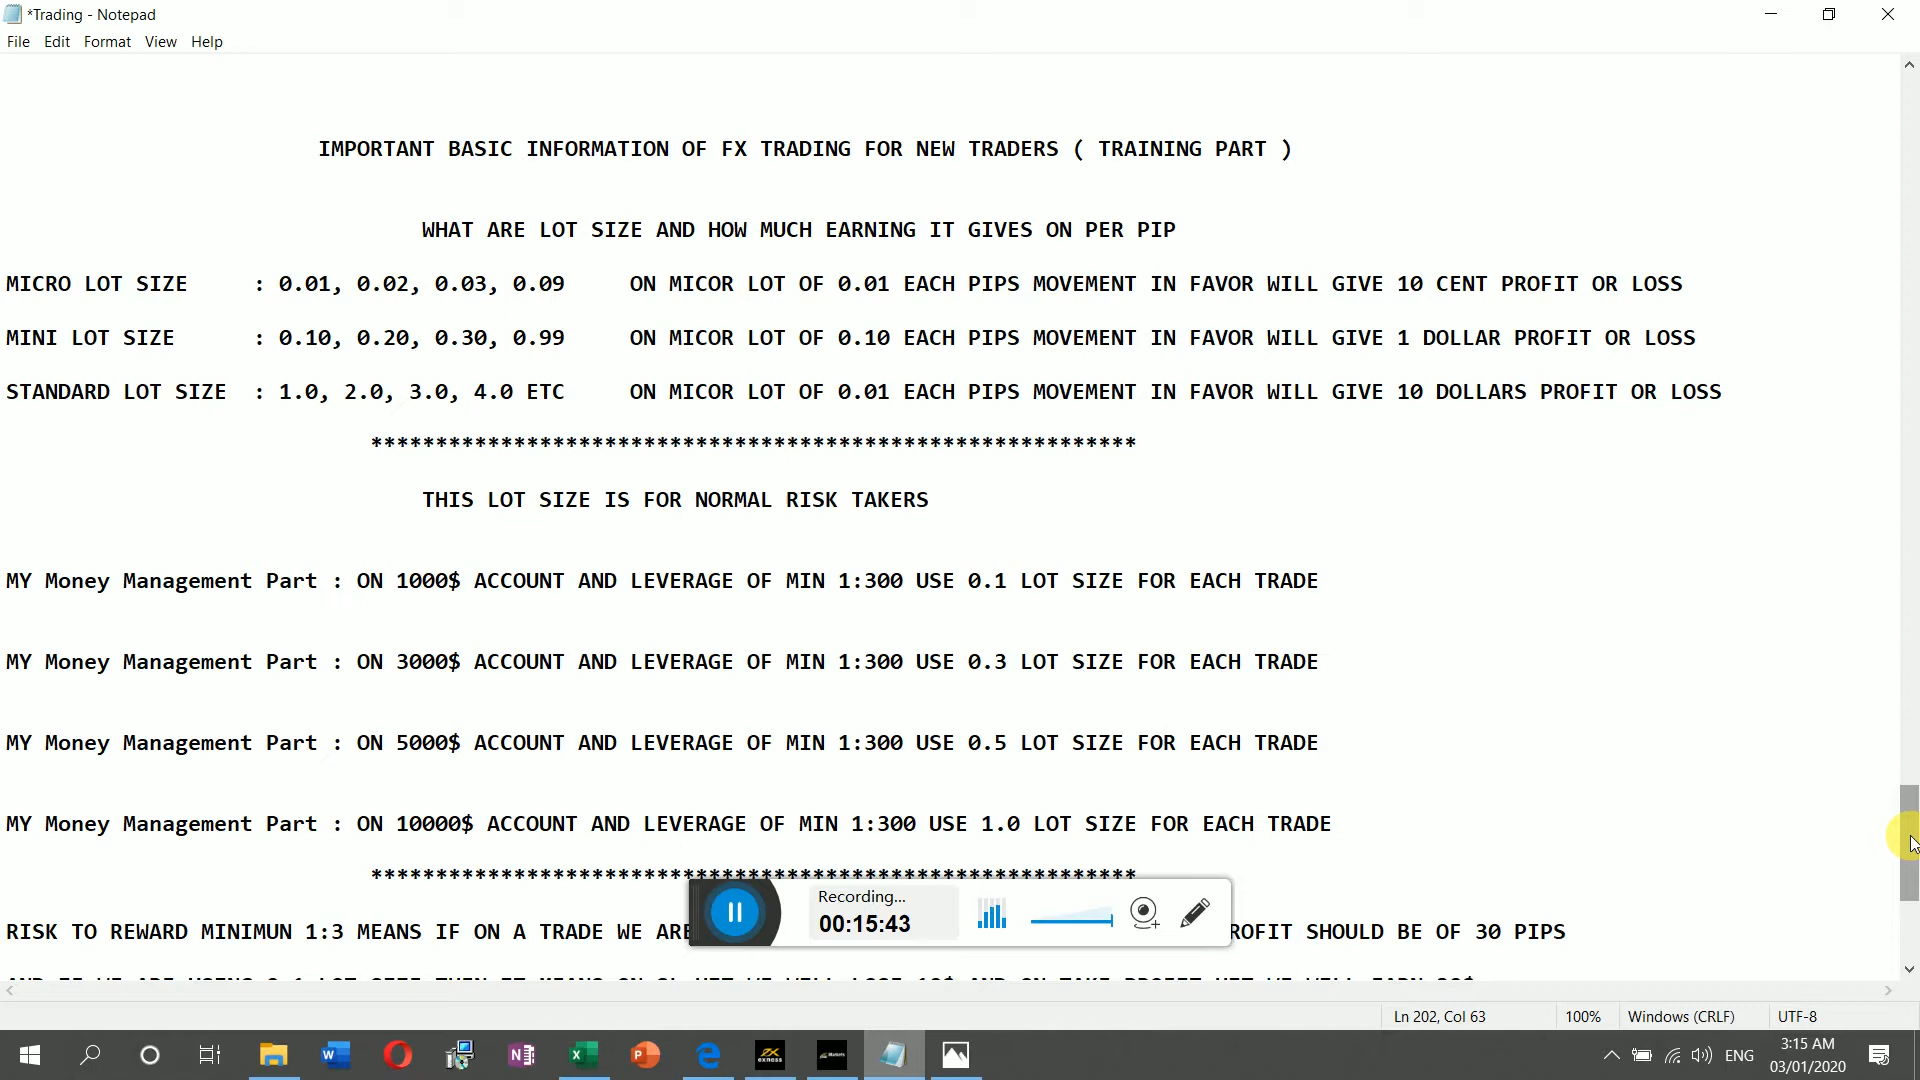 *Trading - Notepad
File Edit Format View Help
IMPORTANT BASIC INFORMATION OF FX TRADING FOR NEW TRADERS ( TRAINING PART )
WHAT ARE LOT SIZE AND HOW MUCH EARNING IT GIVES ON PER PIP
MICRO LOT SIZE : 0.01, 0.02, 0.03, 0.09 ON MICOR LOT OF 0.01 EACH PIPS MOVEMENT IN FAVOR WILL GIVE 10 CENT PROFIT OR LOSS
MINI LOT SIZE : 0.10, 0.20, 0.30, 0.99 ON MICOR LOT OF 0.10 EACH PIPS MOVEMENT IN FAVOR WILL GIVE 1 DOLLAR PROFIT OR LOSS
STANDARD LOT SIZE : 1.0, 2.0, 3.0, 4.0 ETC ON MICOR LOT OF 0.01 EACH PIPS MOVEMENT IN FAVOR WILL GIVE 10 DOLLARS PROFIT OR LOSS
***********************************************************
THIS LOT SIZE IS FOR NORMAL RISK TAKERS
MY Money Management Part : ON 1000$ ACCOUNT AND LEVERAGE OF MIN 1:300 USE 0.1 LOT SIZE FOR EACH TRADE
MY Money Management Part : ON 3000$ ACCOUNT AND LEVERAGE OF MIN 1:300 USE 0.3 LOT SIZE FOR EACH TRADE
MY Money Management Part : ON 5000$ ACCOUNT AND LEVERAGE OF MIN 1:300 USE 0.5 LOT SIZE FOR EACH TRADE
MY Money Management Part : ON 10000$ ACCOUNT AND LEVERAGE OF MIN 1:300 USE 1.0 LOT SIZE FOR EACH TRADE
***********************************************************
Recording...
00:15:43
RISK TO REWARD MINIMUN 1:3 MEANS IF ON A TRADE WE ARE ROFIT SHOULD BE OF 30 PIPS
Ln 202, Col 63 100% Windows (CRLF) UTF-8
ENG 3:15 AM
03/01/2020